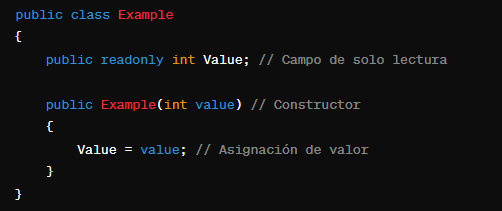 public class Example
{
    public readonly int Value; // Campo de solo lectura

    public Example(int value) // Constructor
    {
        Value = value; // Asignación de valor
    }
}